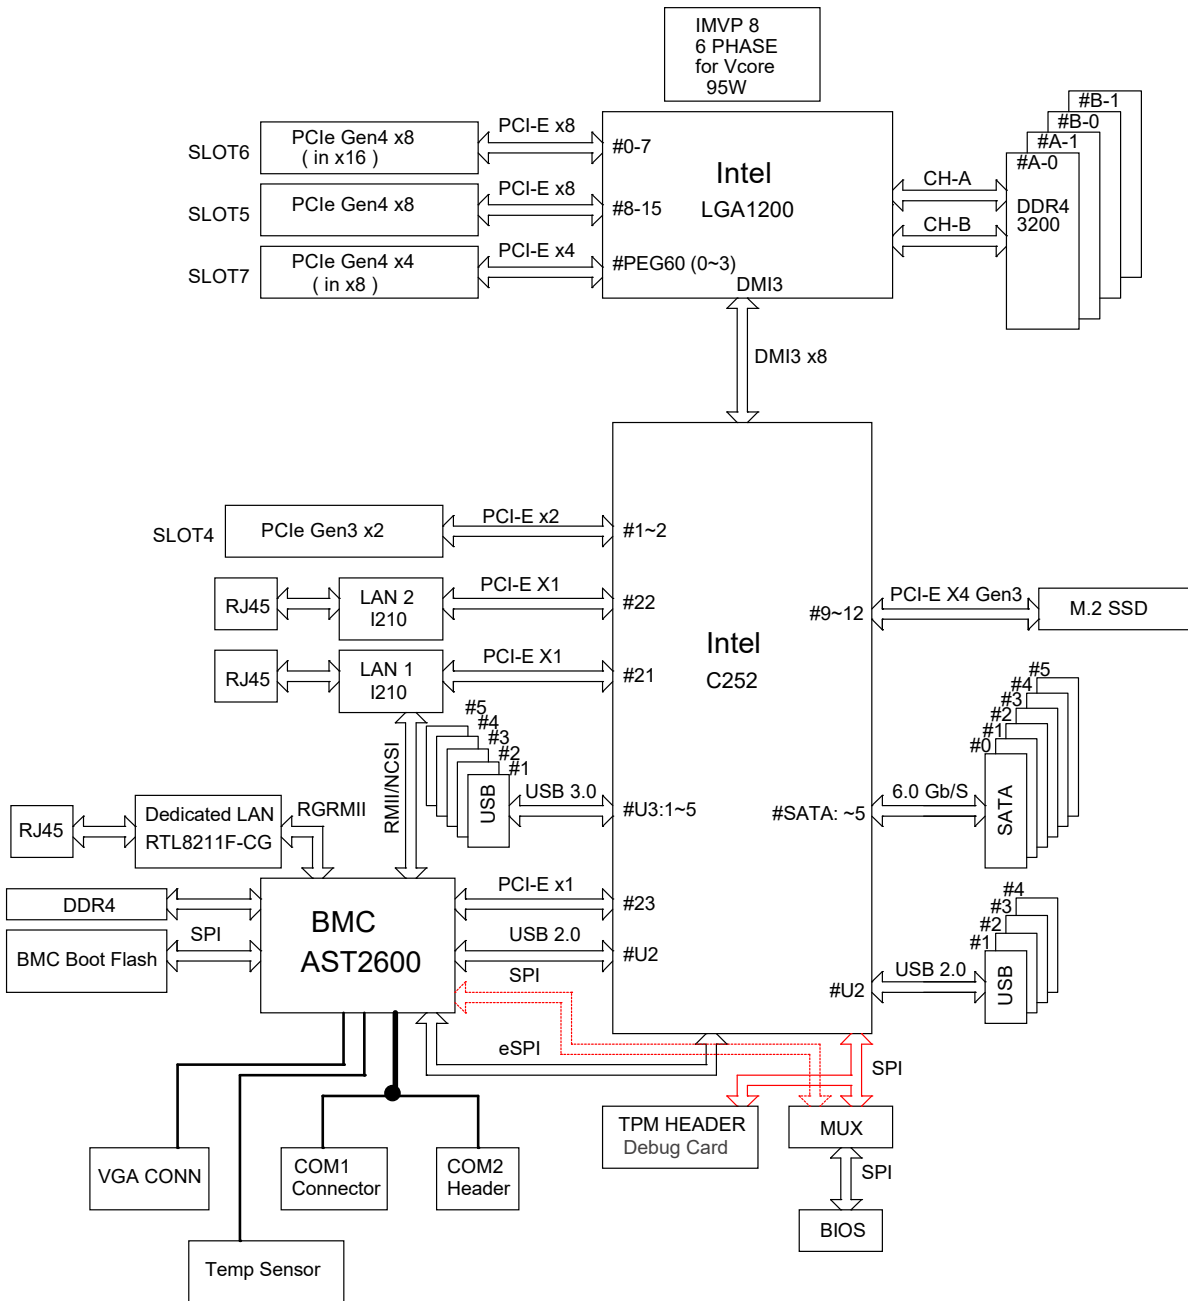 IMVP 8
6 PHASE
for Vcore
95W
SLOT6
PCIe Gen4 x8
( in x16 )
PCI-E x8
#0-7
SLOT5
PCIe Gen4 x8
PCI-E x8
#8-15
SLOT7
PCIe Gen4 x4
( in x8 )
PCI-E x4
#PEG60 (0~3)
Intel
LGA1200
DMI3
CH-A
CH-B
#B-1
#B-0
#A-1
#A-0
DDR4
3200
DMI3 x8
SLOT4
PCIe Gen3 x2
PCI-E x2
#1~2
RJ45
LAN 2
I210
PCI-E X1
#22
RJ45
LAN 1
I210
PCI-E X1
#21
Intel
C252
#9~12
PCI-E X4 Gen3
M.2 SSD
#5
#4
#3
#2
#1
USB
USB 3.0
#U3:1~5
RMII/NCSI
#SATA: ~5
6.0 Gb/S
#5
#4
#3
#2
#1
#0
SATA
RJ45
Dedicated LAN
RTL8211F-CG
RGRMII
DDR4
BMC Boot Flash
SPI
BMC
AST2600
PCI-E x1
#23
USB 2.0
#U2
SPI
eSPI
#U2
USB 2.0
#4
#3
#2
#1
USB
SPI
TPM HEADER
Debug Card
MUX
SPI
BIOS
VGA CONN
COM1
Connector
COM2
Header
Temp Sensor